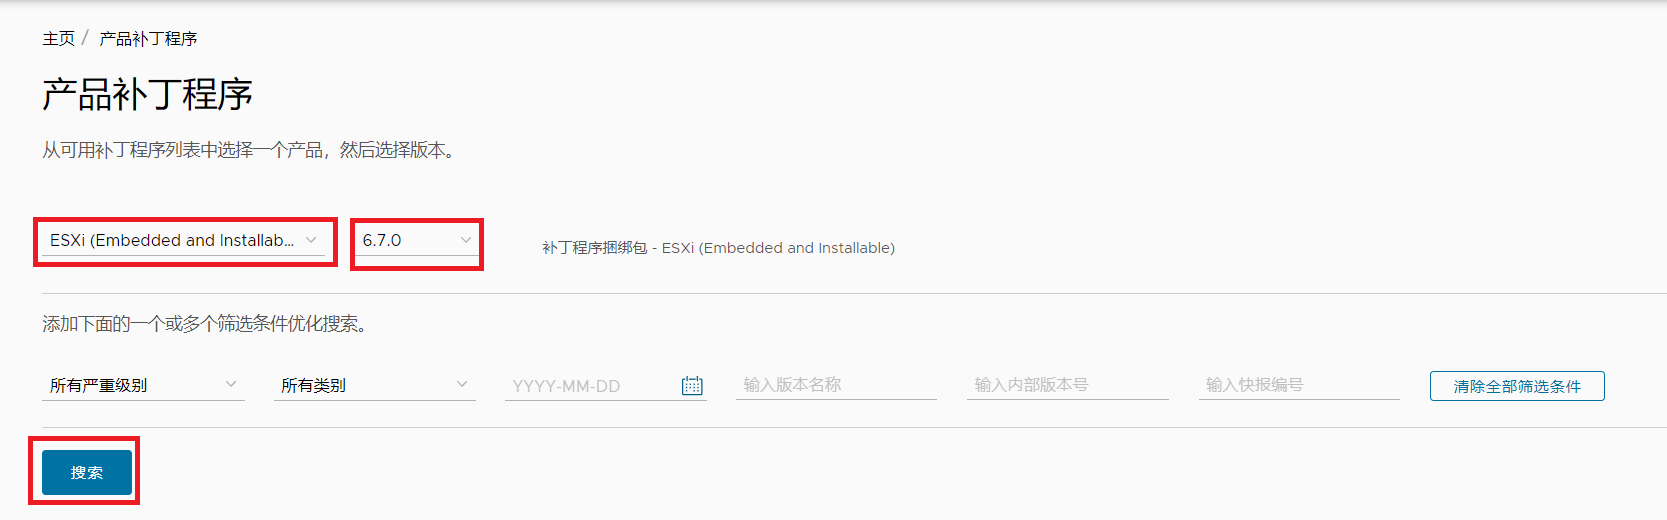 主页 / 产品补丁程序
产品补丁程序
从可用补丁程序列表中选择一个产品，然后选择版本。
ESXi (Embedded and Installab... 6.7.0 补丁程序捆绑包 - ESXi (Embedded and Installable)
添加下面的一个或多个筛选条件优化搜索。
所有严重级别 所有类别 YYYY-MM-DD 输入版本名称 输入内部版本号 输入快报编号 清除全部筛选条件
搜索